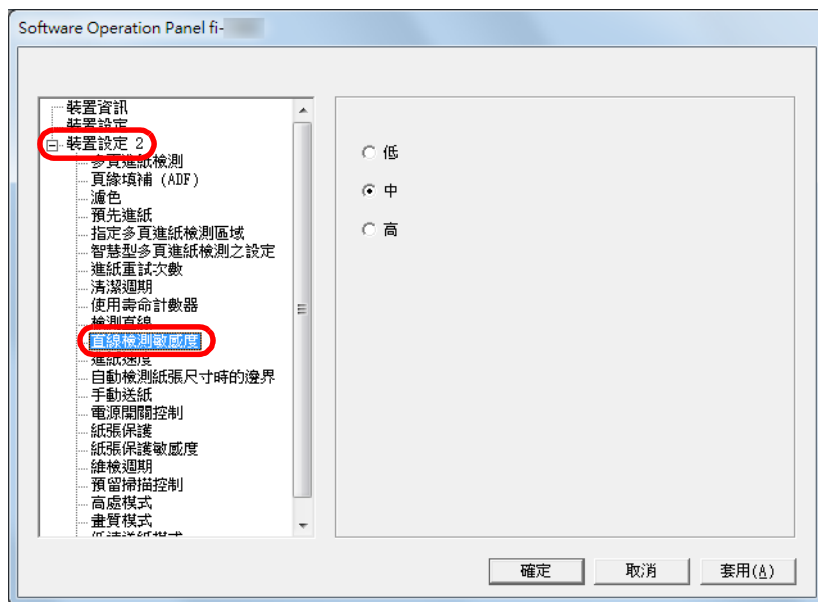 Software Operation Panel fi-
裝置資訊
裝置設定
裝置設定 2
多頁進紙檢測
頁緣填補 (ADF)
濾色
預先進紙
指定多頁進紙檢測區域
智慧型多頁進紙檢測之設定
進紙重試次數
清潔週期
使用壽命計數器
檢測直線
直線檢測敏感度
進紙速度
自動檢測紙張尺寸時的邊界
手動送紙
電源開關控制
紙張保護
紙張保護敏感度
維檢週期
預留掃描控制
高處模式
畫質模式
低速送紙模式
低
中
高
確定
取消
套用(A)